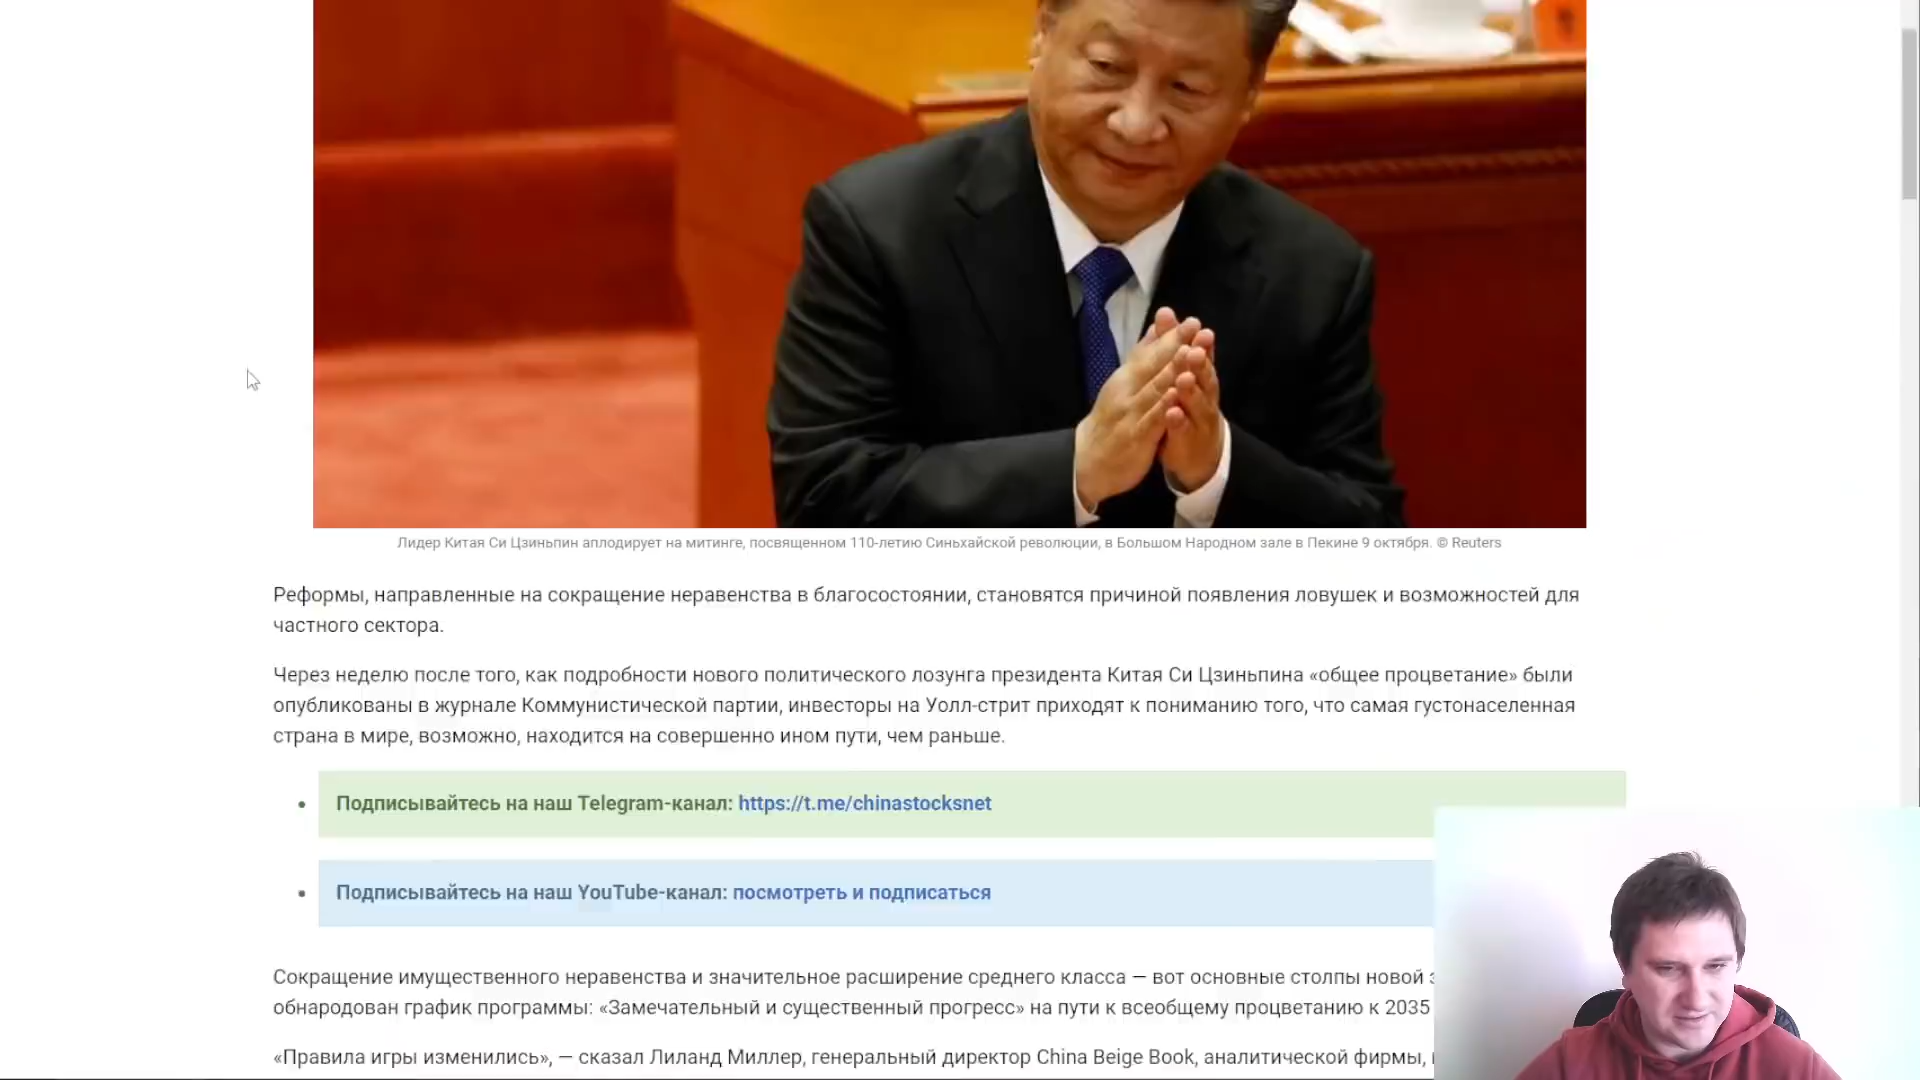 Лидер Китая Си Цзиньпин аплодирует на митинге, посвященном 110-летию Синьхайской революции, в Большом Народном зале в Пекине 9 октября. © Reuters
Реформы, направленные на сокращение неравенства в благосостоянии, становятся причиной появления ловушек и возможностей для
частного сектора.
Через неделю после того, как подробности нового политического лозунга президента Китая Си Цзиньпина «общее процветание» были
опубликованы в журнале Коммунистической партии, инвесторы на Уолл-стрит приходят к пониманию того, что самая густонаселенная
страна в мире, возможно, находится на совершенно ином пути, чем раньше.
Подписывайтесь на наш Telegram-канал: https://t.me/chinastocksnet
Подписывайтесь на наш YouTube-канал: посмотреть и подписаться
Сокращение имущественного неравенства и значительное расширение среднего класса — вот основные столпы новой
обнародован график программы: «Замечательный и существенный прогресс» на пути к всеобщему процветанию к 2035
«Правила игры изменились», — сказал Лиланд Миллер, генеральный директор China Beige Book, аналитической фирмы,